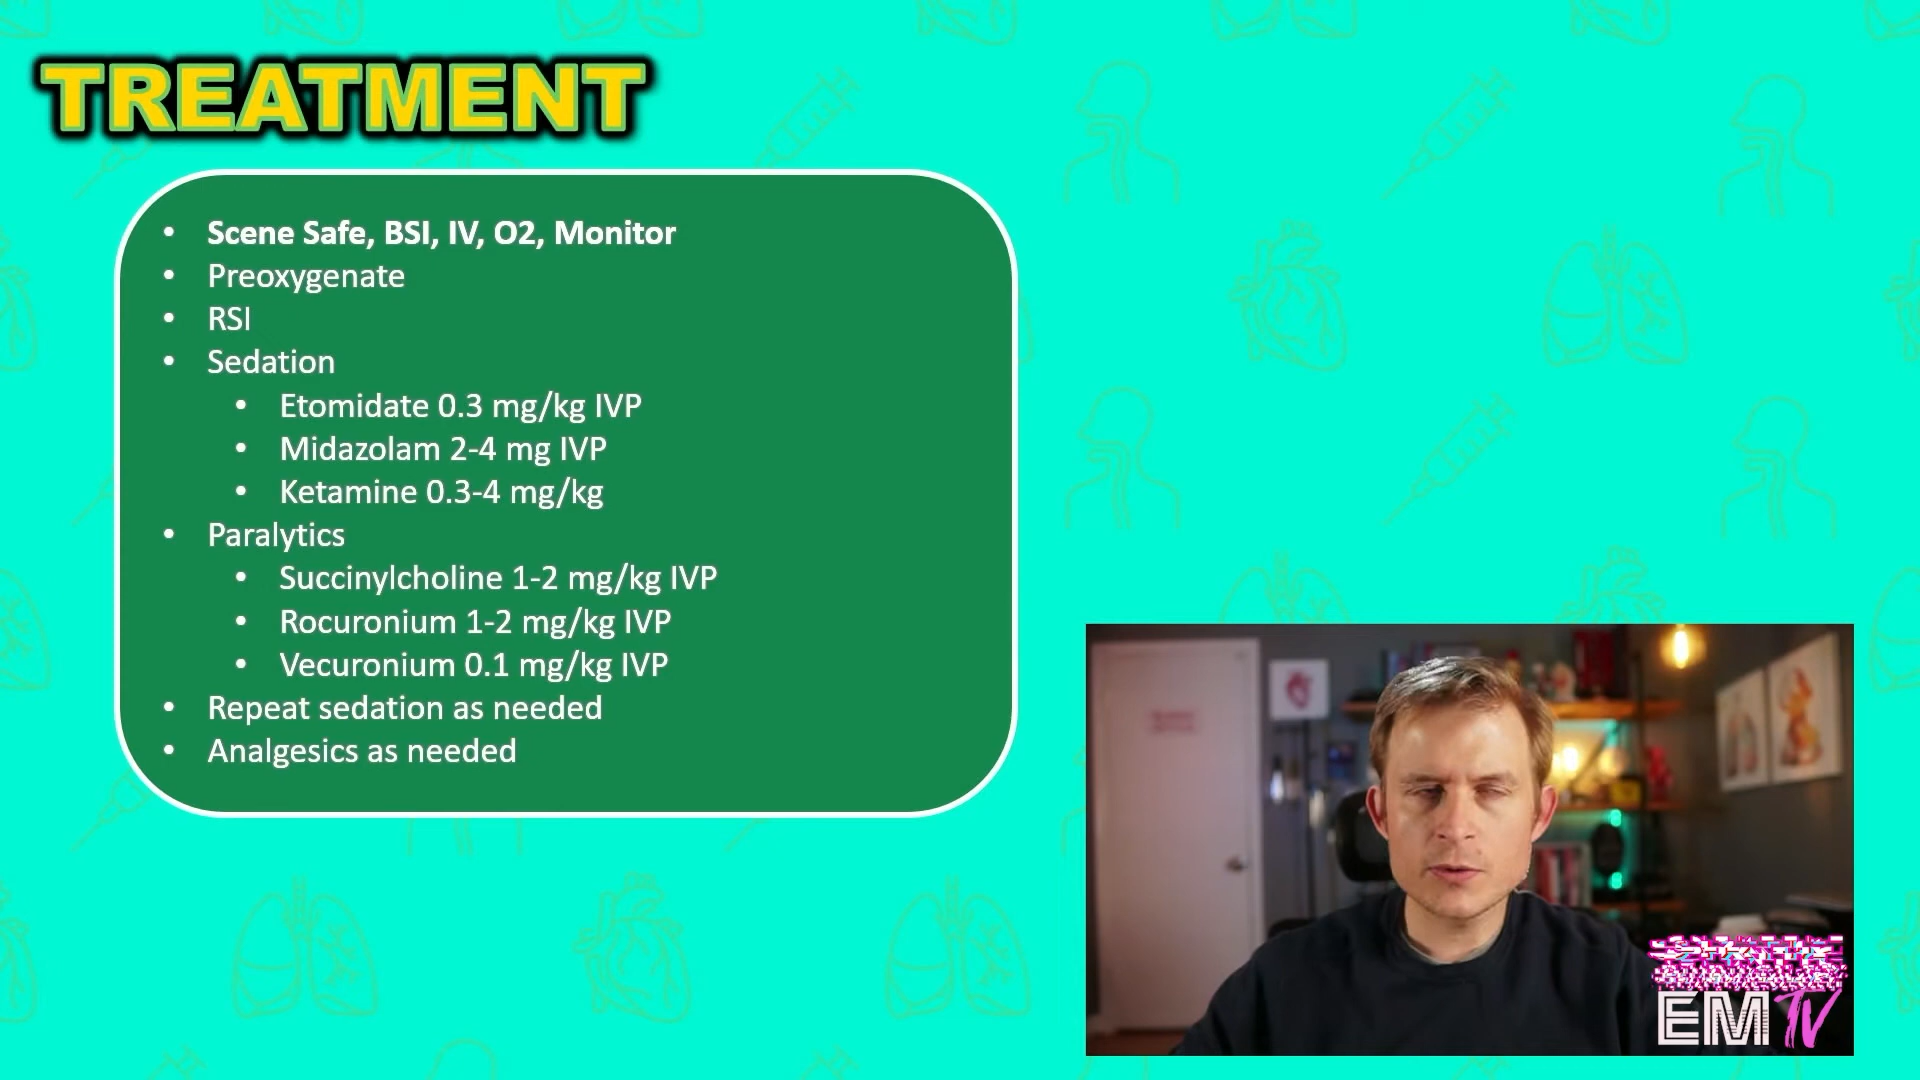 TREATMENT
• Scene Safe, BSI, IV, O2, Monitor
• Preoxygenate
• RSI
• Sedation
• Etomidate 0.3 mg/kg IVP
• Midazolam 2-4 mg IVP
• Ketamine 0.3-4 mg/kg
• Paralytics
• Succinylcholine 1-2 mg/kg IVP
• Rocuronium 1-2 mg/kg IVP
• Vecuronium 0.1 mg/kg IVP
• Repeat sedation as needed
• Analgesics as needed
EMTV